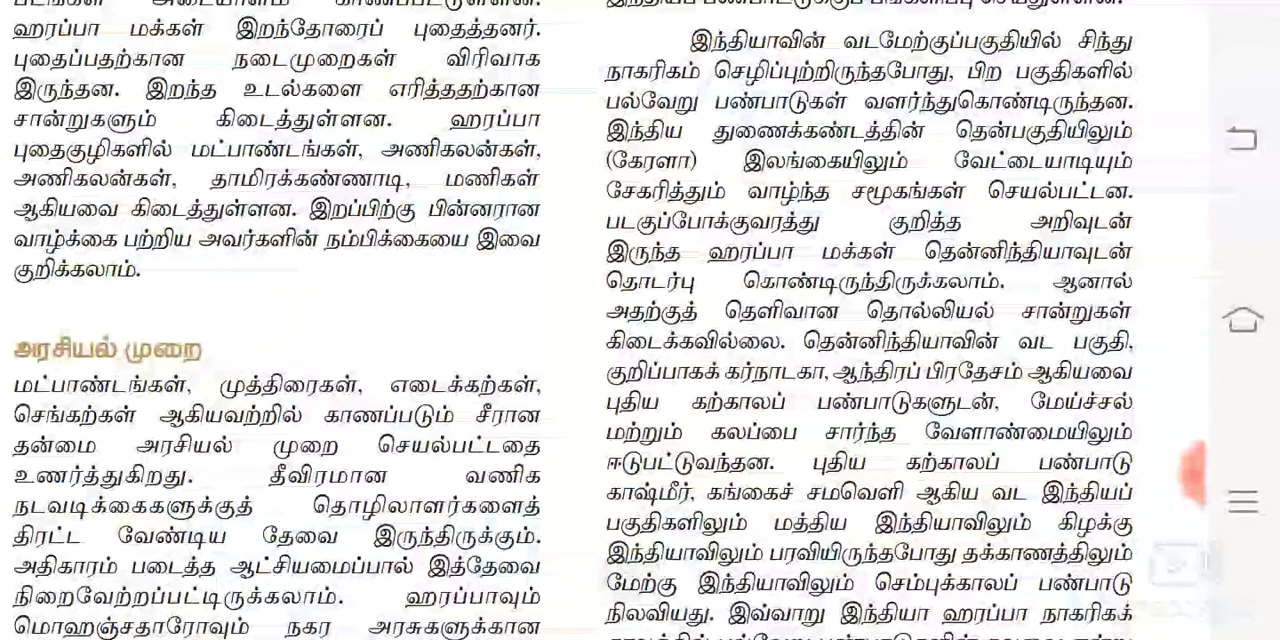 ஹரப்பா மக்கள் இறந்தோரைப் புதைத்தனர்.
புதைப்பதற்கான நடைமுறைகள் விரிவாக
இருந்தன. இறந்த உடல்களை எரித்ததற்கான
சான்றுகளும் கிடைத்துள்ளன. ஹரப்பா
புதைகுழிகளில் மட்பாண்டங்கள், அணிகலன்கள்,
அணிகலன்கள், தாமிரக்கண்ணாடி, மணிகள்
ஆகியவை கிடைத்துள்ளன. இறப்பிற்கு பின்னரான
வாழ்க்கை பற்றிய அவர்களின் நம்பிக்கையை இவை
குறிக்கலாம்.
அரசியல் முறை
மட்பாண்டங்கள், முத்திரைகள், எடைக்கற்கள்,
செங்கற்கள் ஆகியவற்றில் காணப்படும் சீரான
தன்மை அரசியல் முறை செயல்பட்டதை
உணர்த்துகிறது. தீவிரமான வணிக
நடவடிக்கைகளுக்குத் தொழிலாளர்களைத்
திரட்ட வேண்டிய தேவை இருந்திருக்கும்.
அதிகாரம் படைத்த ஆட்சியமைப்பால் இத்தேவை
நிறைவேற்றப்பட்டிருக்கலாம். ஹரப்பாவும்
மொஹஞ்சதாரோவும் நகர அரசுகளுக்கான
இந்தியாவின் வடமேற்குப்பகுதியில் சிந்து
நாகரிகம் செழிப்புற்றிருந்தபோது, பிற பகுதிகளில்
பல்வேறு பண்பாடுகள் வளர்ந்துகொண்டிருந்தன.
இந்திய துணைக்கண்டத்தின் தென்பகுதியிலும்
(கேரளா) இலங்கையிலும் வேட்டையாடியும்
சேகரித்தும் வாழ்ந்த சமூகங்கள் செயல்பட்டன.
படகுப்போக்குவரத்து குறித்த அறிவுடன்
இருந்த ஹரப்பா மக்கள் தென்னிந்தியாவுடன்
தொடர்பு கொண்டிருந்திருக்கலாம். ஆனால்
அதற்குத் தெளிவான தொல்லியல் சான்றுகள்
கிடைக்கவில்லை. தென்னிந்தியாவின் வட பகுதி,
குறிப்பாகக் கர்நாடகா, ஆந்திரப் பிரதேசம் ஆகியவை
புதிய கற்காலப் பண்பாடுகளுடன், மேய்ச்சல்
மற்றும் கலப்பை சார்ந்த வேளாண்மையிலும்
ஈடுபட்டுவந்தன. புதிய கற்காலப் பண்பாடு
காஷ்மீர், கங்கைச் சமவெளி ஆகிய வட இந்தியப்
பகுதிகளிலும் மத்திய இந்தியாவிலும் கிழக்கு
இந்தியாவிலும் பரவியிருந்தபோது தக்காணத்திலும்
மேற்கு இந்தியாவிலும் செம்புக்காலப் பண்பாடு
நிலவியது. இவ்வாறு இந்தியா ஹரப்பா நாகரிகக்